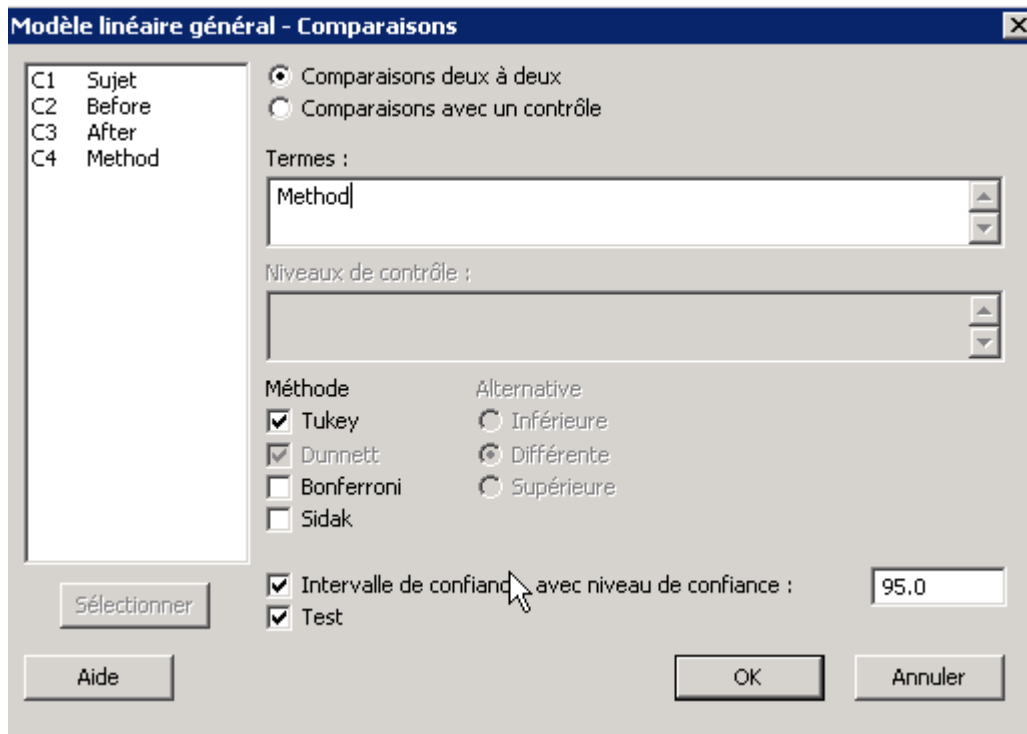 Modèle linéaire général - Comparaisons
C1 Sujet
C2 Before
C3 After
C4 Method
Comparaisons deux à deux
Comparaisons avec un contrôle
Termes :
Method
Niveaux de contrôle :
Méthode Alternative
Tukey Inférieure
Dunnett Différente
Bonferroni Supérieure
Sidak
Intervalle de confiance avec niveau de confiance : 95.0
Test
Sélectionner
Aide OK Annuler